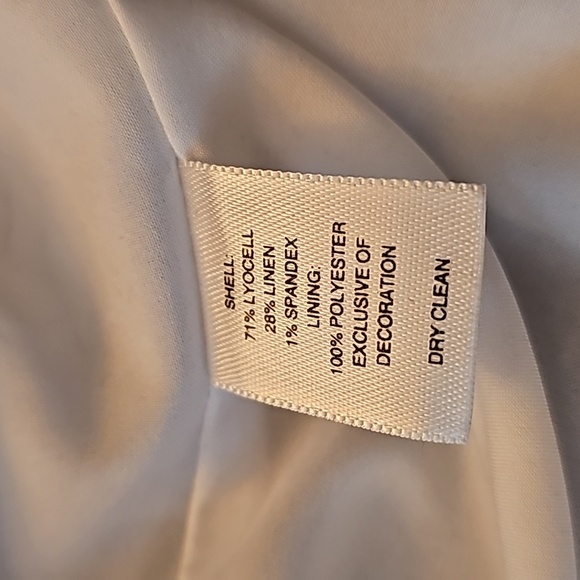 SHELL:
71% LYOCELL
28% LINEN
1% SPANDEX
LINING:
100% POLYESTER
EXCLUSIVE OF
DECORATION
DRY CLEAN